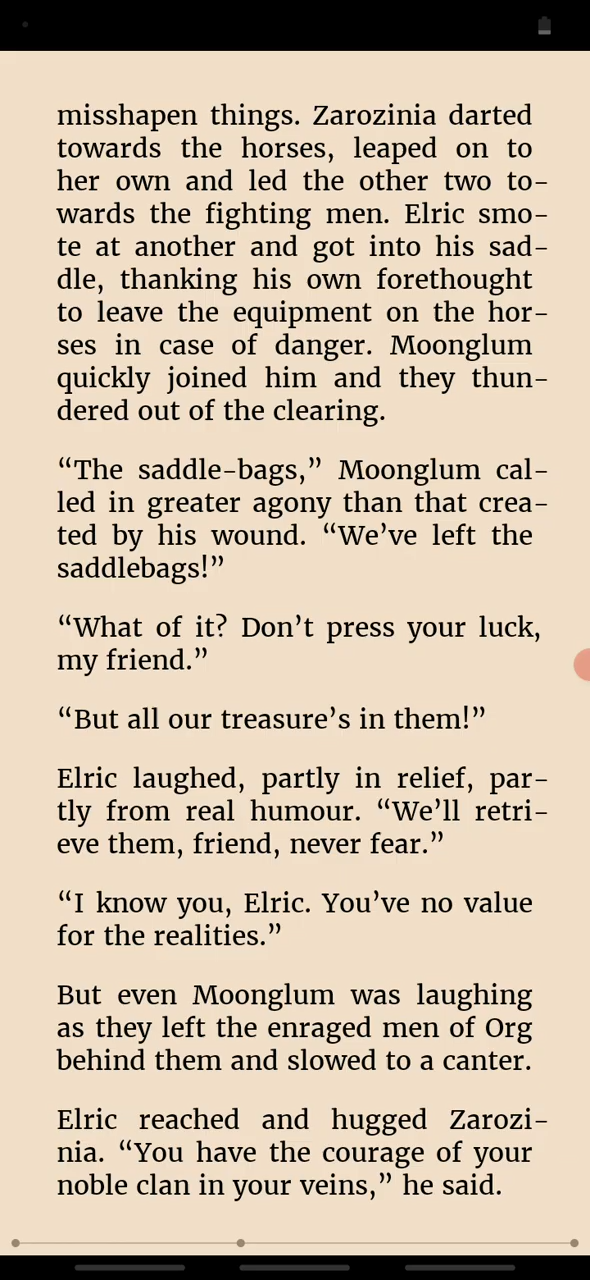 misshapen things. Zarozinia darted
towards the horses, leaped on to
her own and led the other two to-
wards the fighting men. Elric smo-
te at another and got into his sad-
dle, thanking his own forethought
to leave the equipment on the hor-
ses in case of danger. Moonglum
quickly joined him and they thun-
dered out of the clearing.
“The saddle-bags,” Moonglum cal-
led in greater agony than that crea-
ted by his wound. “We’ve left the
saddlebags!”
“What of it? Don’t press your luck,
my friend.”
“But all our treasure’s in them!”
Elric laughed, partly in relief, par-
tly from real humour. “We’ll retri-
eve them, friend, never fear.”
“I know you, Elric. You’ve no value
for the realities.”
But even Moonglum was laughing
as they left the enraged men of Org
behind them and slowed to a canter.
Elric reached and hugged Zarozi-
nia. “You have the courage of your
noble clan in your veins,” he said.